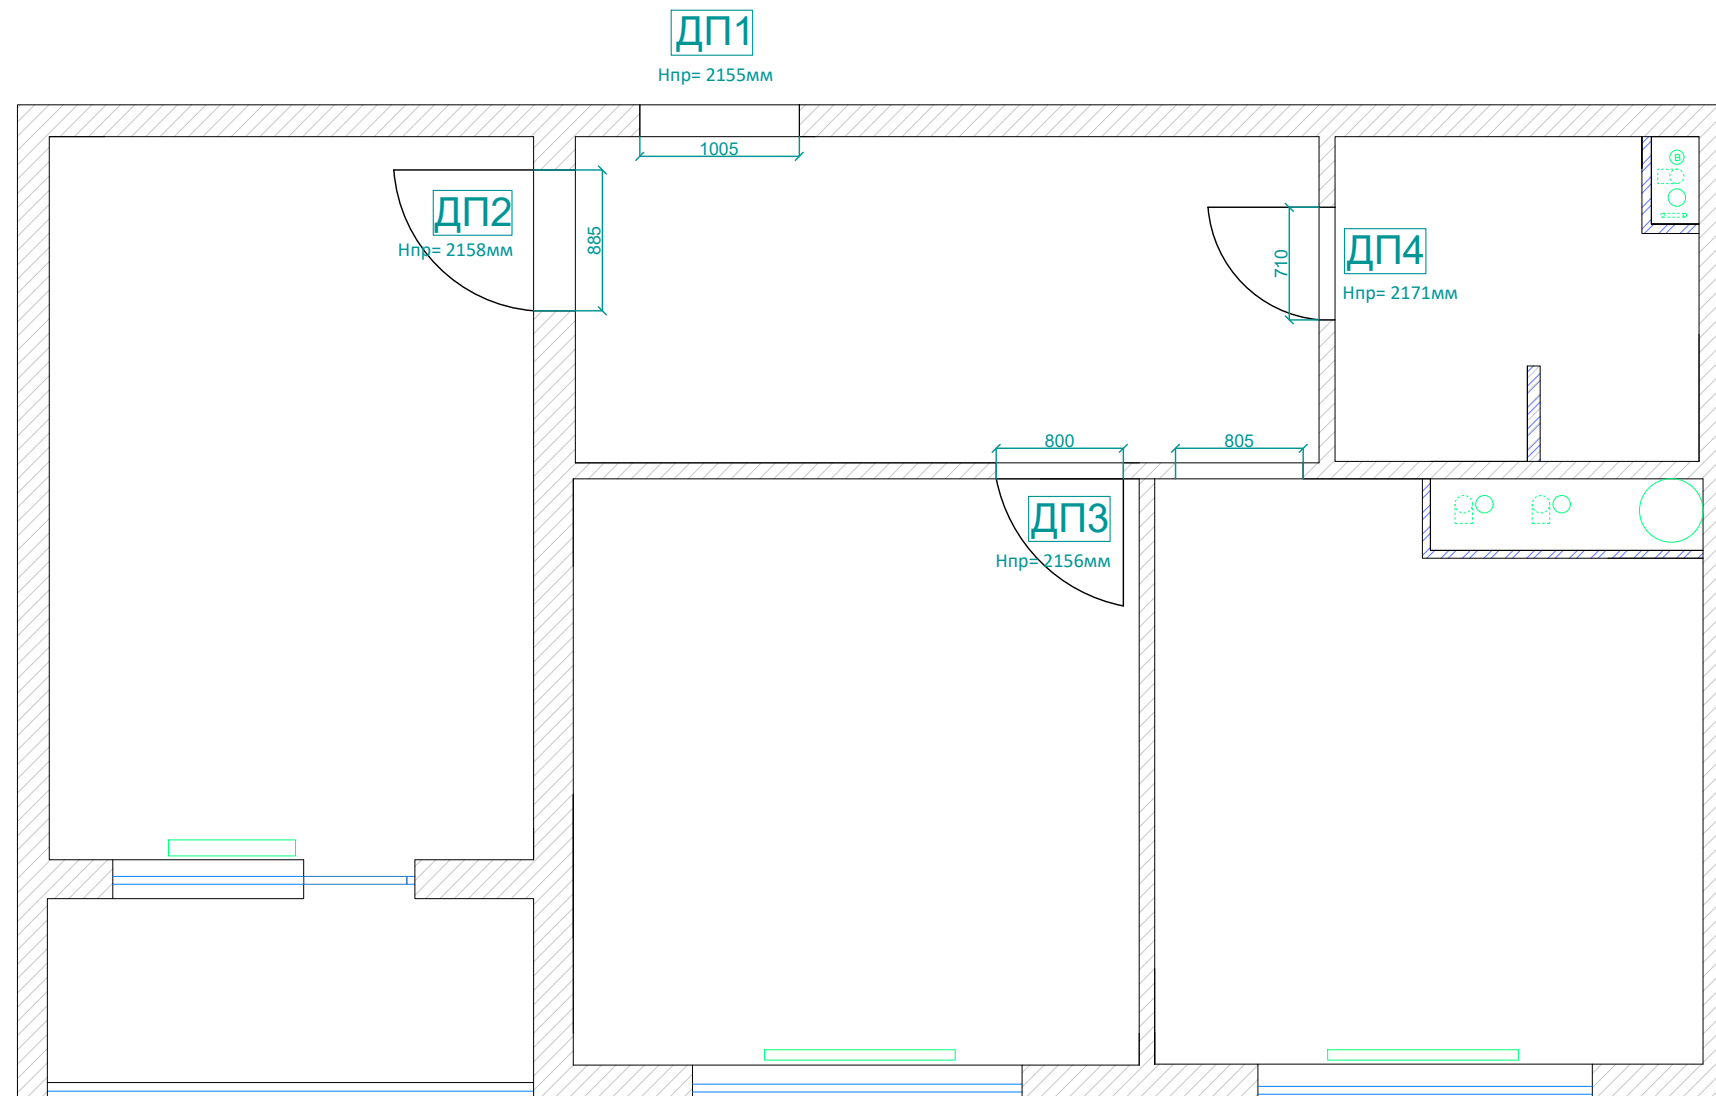 ДП1
Нпр= 2155мм
1005
ДП2
Нпр= 2158мм
885
710
ДП4
Нпр= 2171мм
В
800
805
ДП3
Нпр= 2156мм